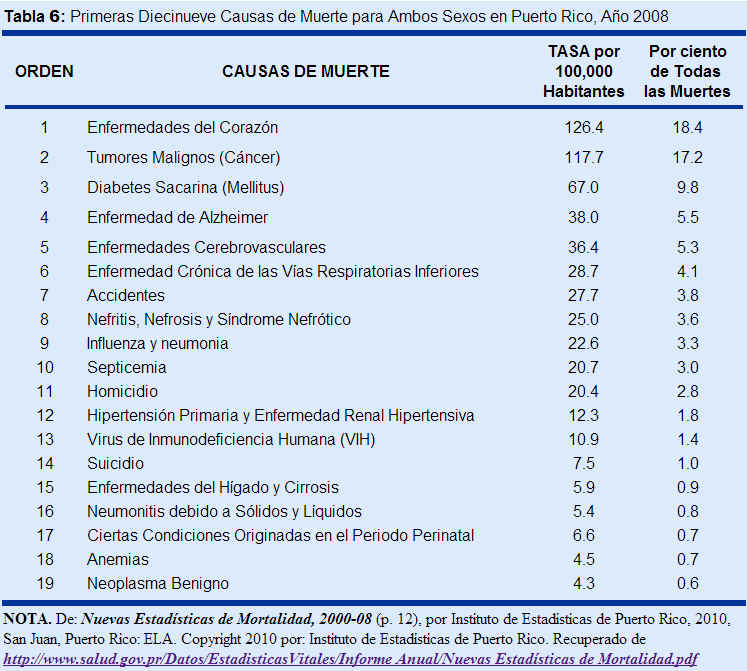 Tabla 6: Primeras Diecinueve Causas de Muerte para Ambos Sexos en Puerto Rico, Año 2008
ORDEN CAUSAS DE MUERTE TASA por 100,000 Habitantes Por ciento de Todas las Muertes
1 Enfermedades del Corazón 126.4 18.4
2 Tumores Malignos (Cáncer) 117.7 17.2
3 Diabetes Sacarina (Mellitus) 67.0 9.8
4 Enfermedad de Alzheimer 38.0 5.5
5 Enfermedades Cerebrovasculares 36.4 5.3
6 Enfermedad Crónica de las Vías Respiratorias Inferiores 28.7 4.1
7 Accidentes 27.7 3.8
8 Nefritis, Nefrosis y Síndrome Nefrótico 25.0 3.6
9 Influenza y neumonia 22.6 3.3
10 Septicemia 20.7 3.0
11 Homicidio 20.4 2.8
12 Hipertensión Primaria y Enfermedad Renal Hipertensiva 12.3 1.8
13 Virus de Inmunodeficiencia Humana (VIH) 10.9 1.4
14 Suicidio 7.5 1.0
15 Enfermedades del Hígado y Cirrosis 5.9 0.9
16 Neumonitis debido a Sólidos y Líquidos 5.4 0.8
17 Ciertas Condiciones Originadas en el Periodo Perinatal 6.6 0.7
18 Anemias 4.5 0.7
19 Neoplasma Benigno 4.3 0.6
NOTA. De: Nuevas Estadísticas de Mortalidad, 2000-08 (p. 12), por Instituto de Estadísticas de Puerto Rico, 2010,
San Juan, Puerto Rico: ELA. Copyright 2010 por: Instituto de Estadísticas de Puerto Rico. Recuperado de
http://www.salud.gov.pr/Datos/EstadisticasVitales/Informe Anual/Nuevas Estadísticas de Mortalidad.pdf